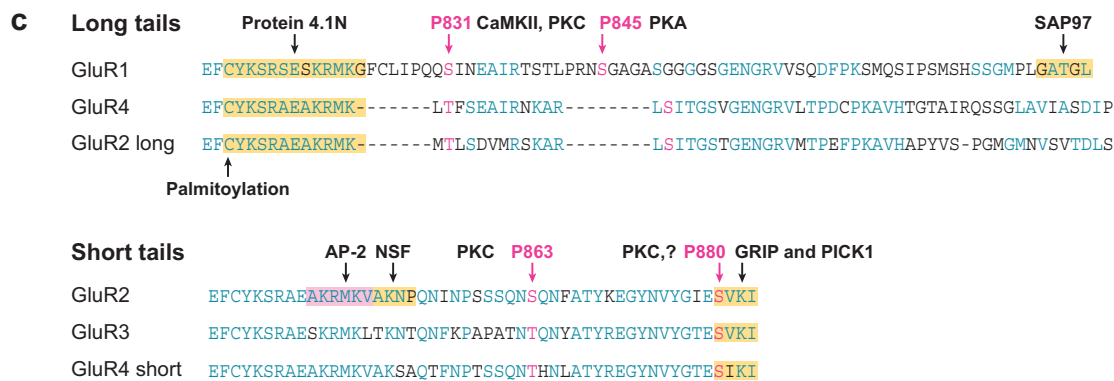 c Long tails Protein 4.1N P831 CaMKII, PKC P845 PKA SAP97
GluR1 EFCYKSRSESKRMKGFCLIPQQSINEAIRTSTLPRNSGAGASGGGGSGENGRVVSQDFPKSMQSIPSMSHSSGMPLGATGL
GluR4 EFCYKSRAEAKRMK-------LTFSEAIRNKAR--------LSITGSVGENGRVLTPDCPKAVHTGTAIRQSSGLAVIASDIP
GluR2 long EFCYKSRAEAKRMK-------MTLSDVMRSKAR--------LSITGSTGENGRVMTPEFPKAVHAPYVS-PGMGMNVSVTDLS
Palmitoylation
Short tails AP-2 NSF PKC P863 PKC,? P880 GRIP and PICK1
GluR2 EFCYKSRAEAKRMKVAKNPQNINPSSSQNSQNFATYKEGYNVYGIESVKI
GluR3 EFCYKSRAESKRMKLTKNTQNFKPAPATNTQNYATYREGYNVYGTESVKI
GluR4 short EFCYKSRAEAKRMKVAKSAQTFNPTSSQNTHNLATYREGYNVYGTESIKI